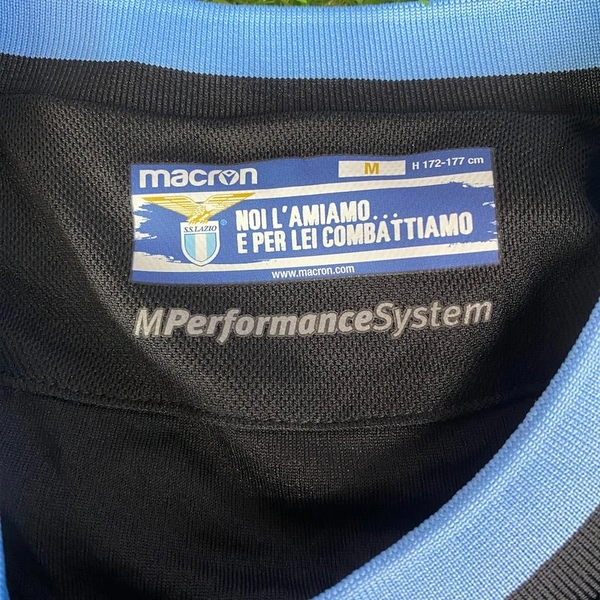 macron M H 172-177 cm
S.S. LAZIO
NOI L'AMIAMO...
E PER LEI COMBATTIAMO
www.macron.com
MPerformanceSystem